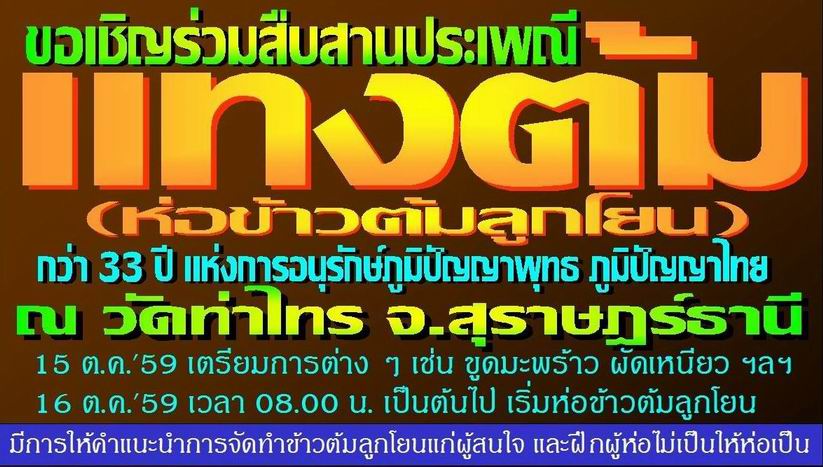 ขอเชิญร่วมสืบสานประเพณี
แทงต้ม
(ห่อข้าวต้มลูกโยน)
กว่า 33 ปี แห่งการอนุรักษ์ภูมิปัญญาพุทธ ภูมิปัญญาไทย
ณ วัดท่าไทร จ.สุราษฎร์ธานี
15 ต.ค.'59 เตรียมการต่าง ๆ เช่น ขูดมะพร้าว ผัดเหนียว ฯลฯ
16 ต.ค.'59 เวลา 08.00 น. เป็นต้นไป เริ่มห่อข้าวต้มลูกโยน
มีการให้คำแนะนำการจัดทำข้าวต้มลูกโยนแก่ผู้สนใจ และฝึกผู้ห่อไม่เป็นให้ห่อเป็น